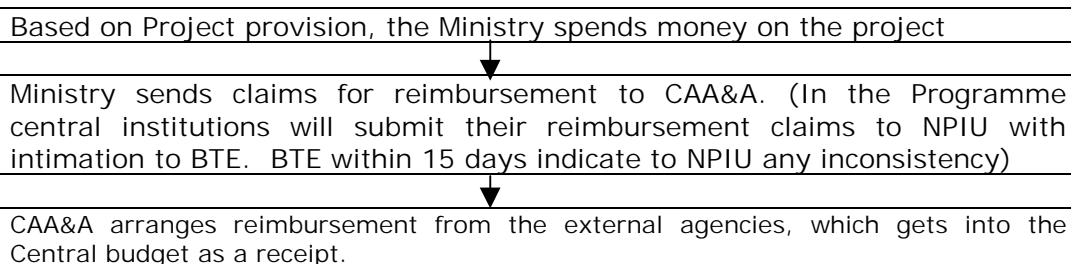 Based on Project provision, the Ministry spends money on the project
Ministry sends claims for reimbursement to CAA&A. (In the Programme
central institutions will submit their reimbursement claims to NPIU with
intimation to BTE. BTE within 15 days indicate to NPIU any inconsistency)
CAA&A arranges reimbursement from the external agencies, which gets into the
Central budget as a receipt.